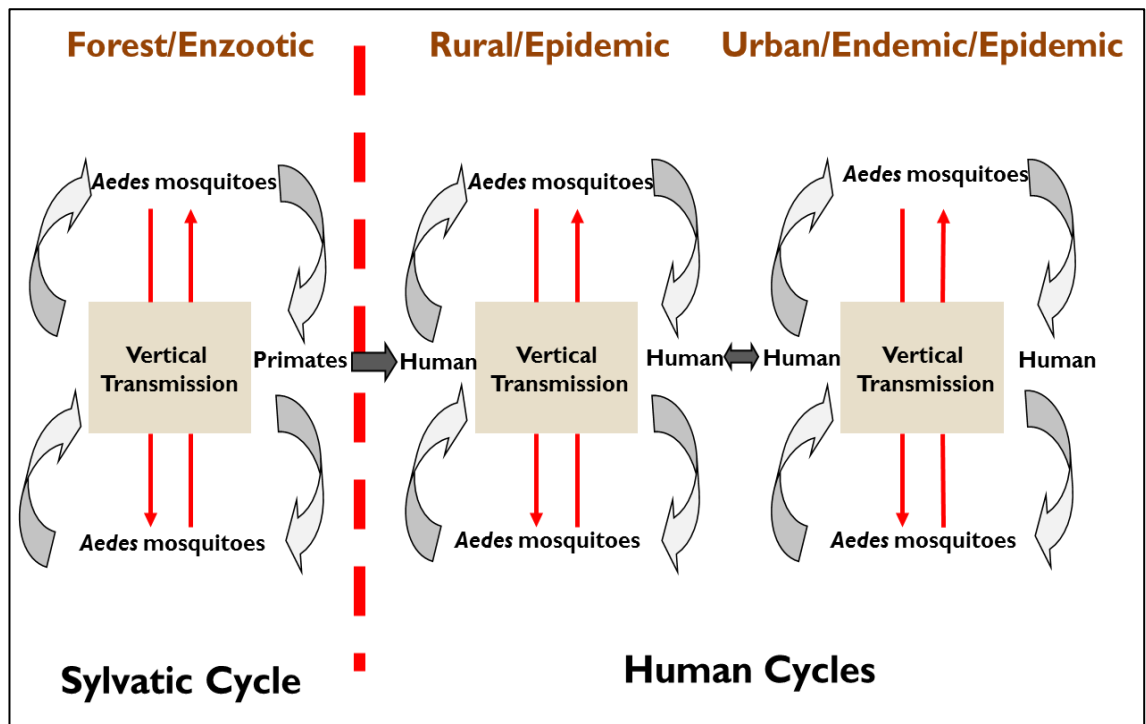 Forest/Enzootic
Rural/Epidemic
Urban/Endemic/Epidemic
Aedes mosquitoes
Aedes mosquitoes
Aedes mosquitoes
Vertical
Transmission
Primates
Human
Vertical
Transmission
Human
Human
Vertical
Transmission
Human
Aedes mosquitoes
Aedes mosquitoes
Aedes mosquitoes
Sylvatic Cycle
Human Cycles